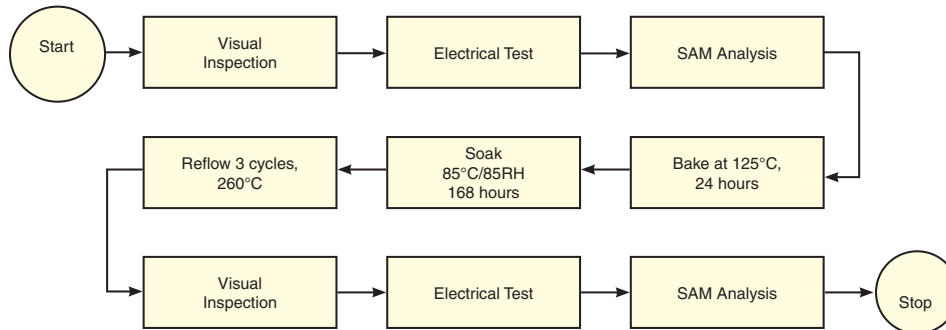 Start
Visual
Inspection
Electrical Test
SAM Analysis
Bake at 125°C,
24 hours
Soak
85°C/85RH
168 hours
Reflow 3 cycles,
260°C
Visual
Inspection
Electrical Test
SAM Analysis
Stop